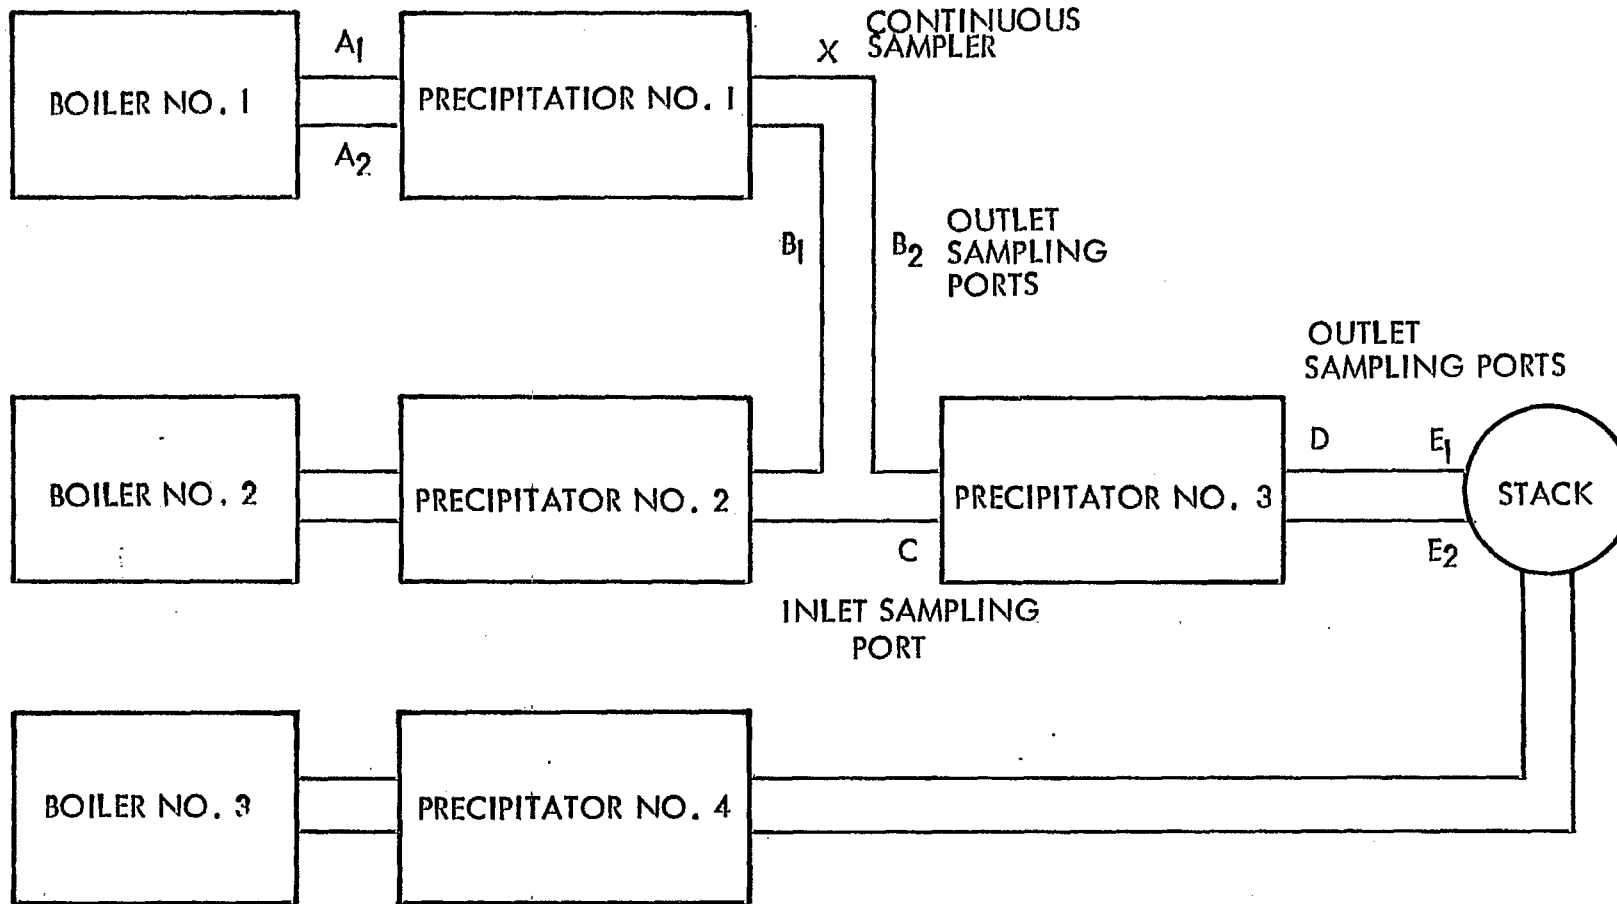 A1
X
CONTINUOUS
SAMPLER
BOILER NO. 1
PRECIPITATIOR NO. 1
A2
B1
B2
OUTLET
SAMPLING
PORTS
OUTLET
SAMPLING PORTS
D
E1
BOILER NO. 2
PRECIPITATOR NO. 2
PRECIPITATOR NO. 3
STACK
C
E2
INLET SAMPLING
PORT
BOILER NO. 3
PRECIPITATOR NO. 4